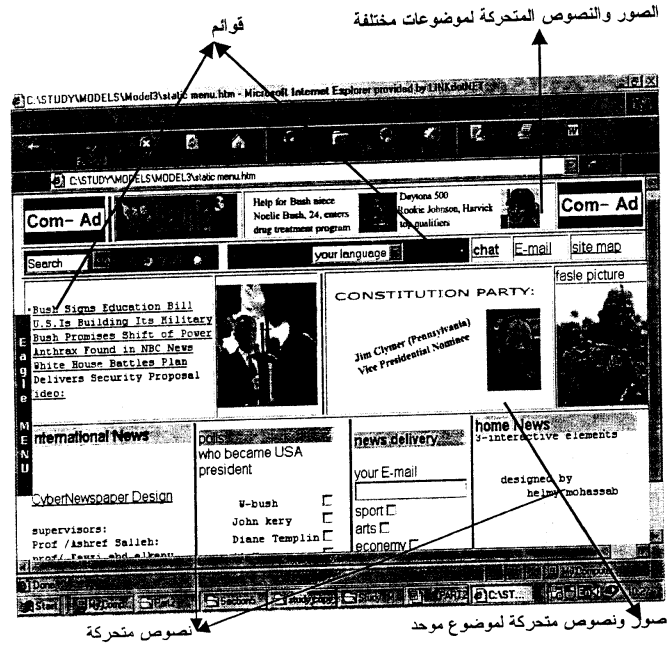 الصور والنصوص المتحركة لموضوعات مختلفة
قوائم
C:\STUDY\MODELS\Model3\static menu.htm - Microsoft Internet Explorer provided by LINKdotNET
C:\STUDY\MODELS\MODEL3\static menu.htm
Com- Ad
Help for Bush niece
Noelic Bush, 24, enters
drug treatment program
Daytona 500
Rookie Johnson, Harvick
top qualifiers
Com- Ad
Search
your language
chat
E-mail
site map
Bush Signs Education Bill
U.S.Is Building Its Military
Bush Promises Shift of Power
Anthrax Found in NBC News
White House Battles Plan
Delivers Security Proposal
ideo:
Eagle MENU
CONSTITUTION PARTY:
Jim Clymer (Pennsylvania)
Vice Presidential Nominee
fasle picture
nternational News
CyberNewspaper Design
supervisors:
Prof /Ashref Salleh:
polls
who became USA
president
W-bush
John kery
Diane Templin
news delivery
your E-mail
sport
arts
economy
home News
3-interective elements
designed by
helmy mohassab
Done
Start
C:\ST...
نصوص متحركة
صور ونصوص متحركة لموضوع موحد